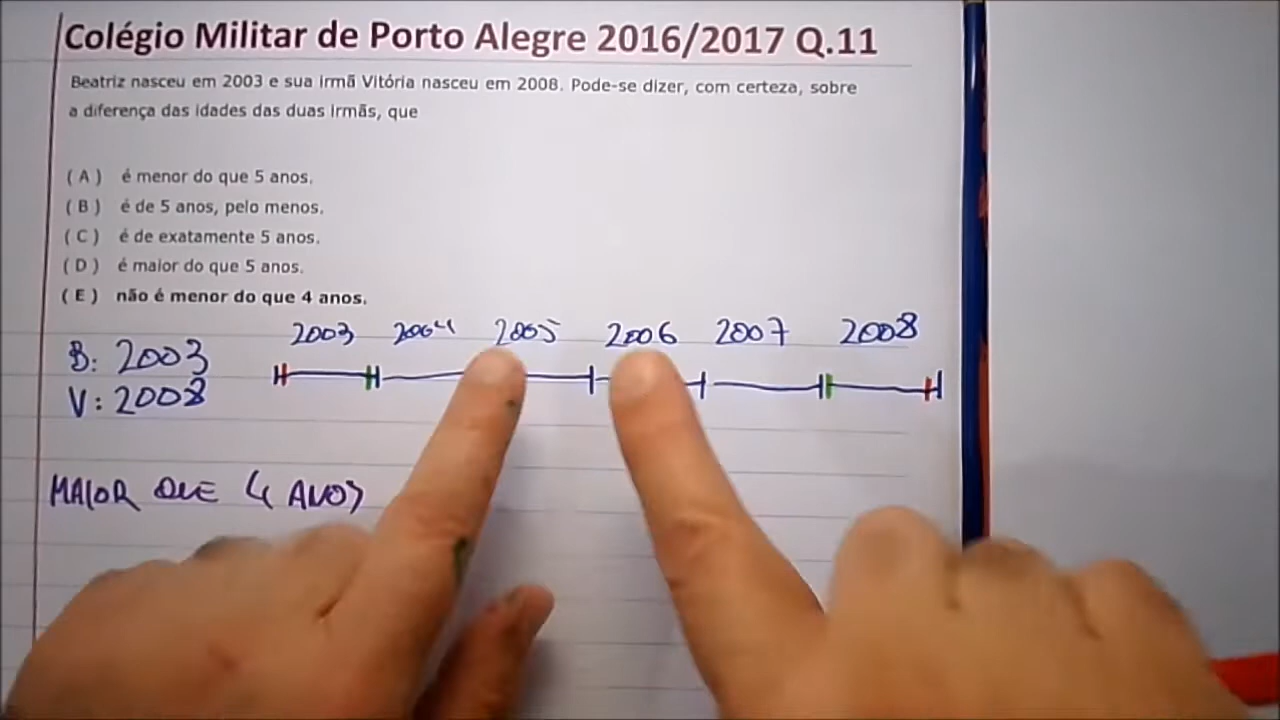 Colégio Militar de Porto Alegre 2016/2017 Q.11
Beatriz nasceu em 2003 e sua irmã Vitória nasceu em 2008. Pode-se dizer, com certeza, sobre
a diferença das idades das duas irmãs, que
( A ) é menor do que 5 anos.
( B ) é de 5 anos, pelo menos.
( C ) é de exatamente 5 anos.
( D ) é maior do que 5 anos.
( E ) não é menor do que 4 anos.
2003 2004 2005 2006 2007 2008
B: 2003
V: 2008
MAIOR QUE 4 ANOS